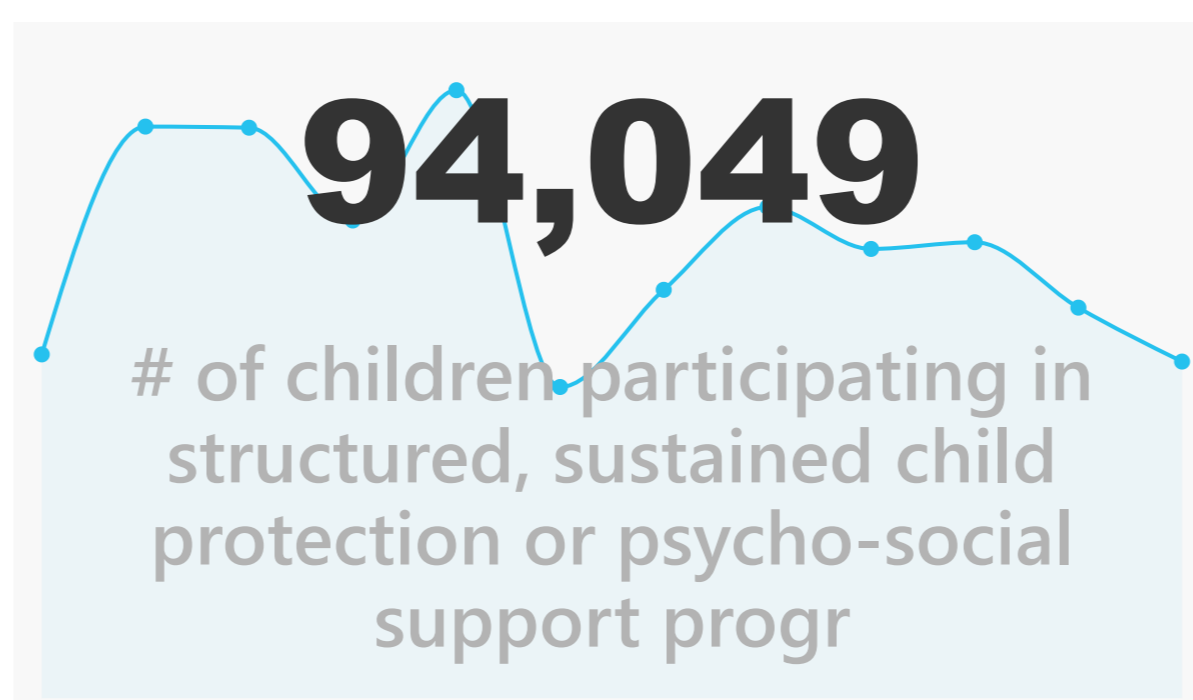 94,049
# of children participating in
structured, sustained child
protection or psycho-social
support progr